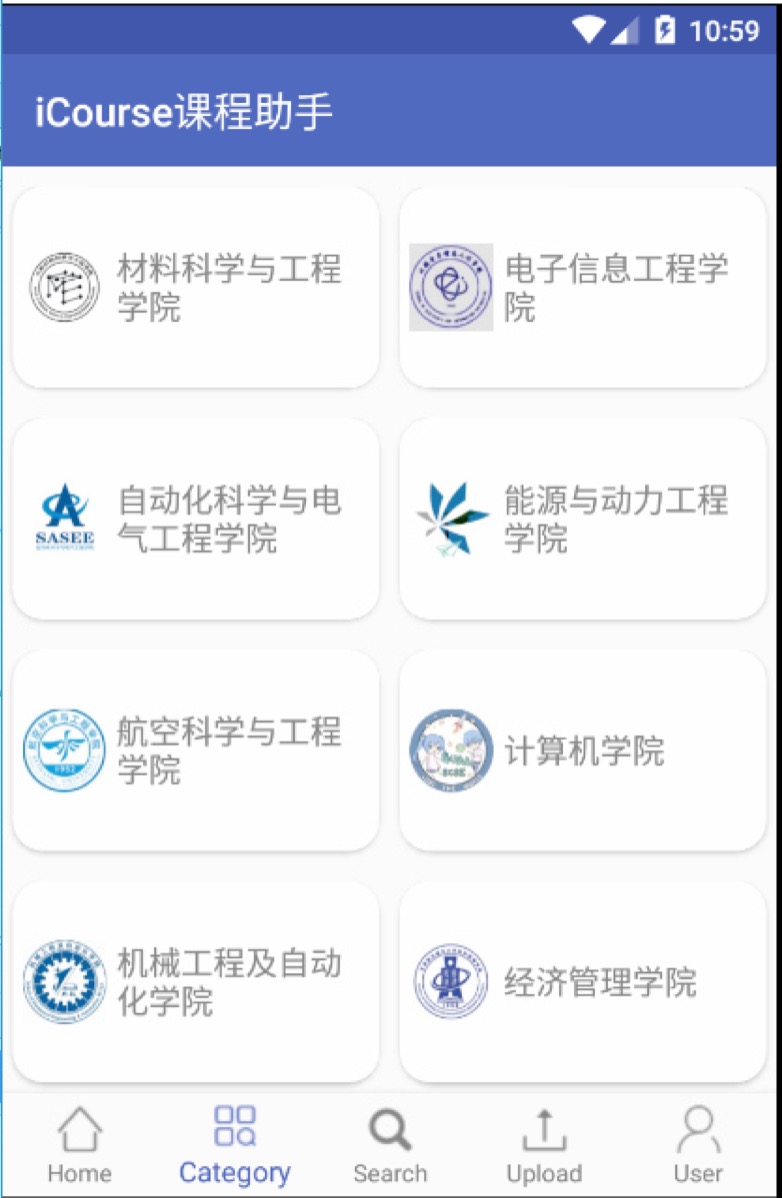 10:59
iCourse课程助手
材料科学与工程
学院
电子信息工程学
院
自动化科学与电
气工程学院
SASEE
能源与动力工程
学院
航空科学与工程
学院
1952
计算机学院
SCSE
机械工程及自动
化学院
经济管理学院
Home
Category
Search
Upload
User